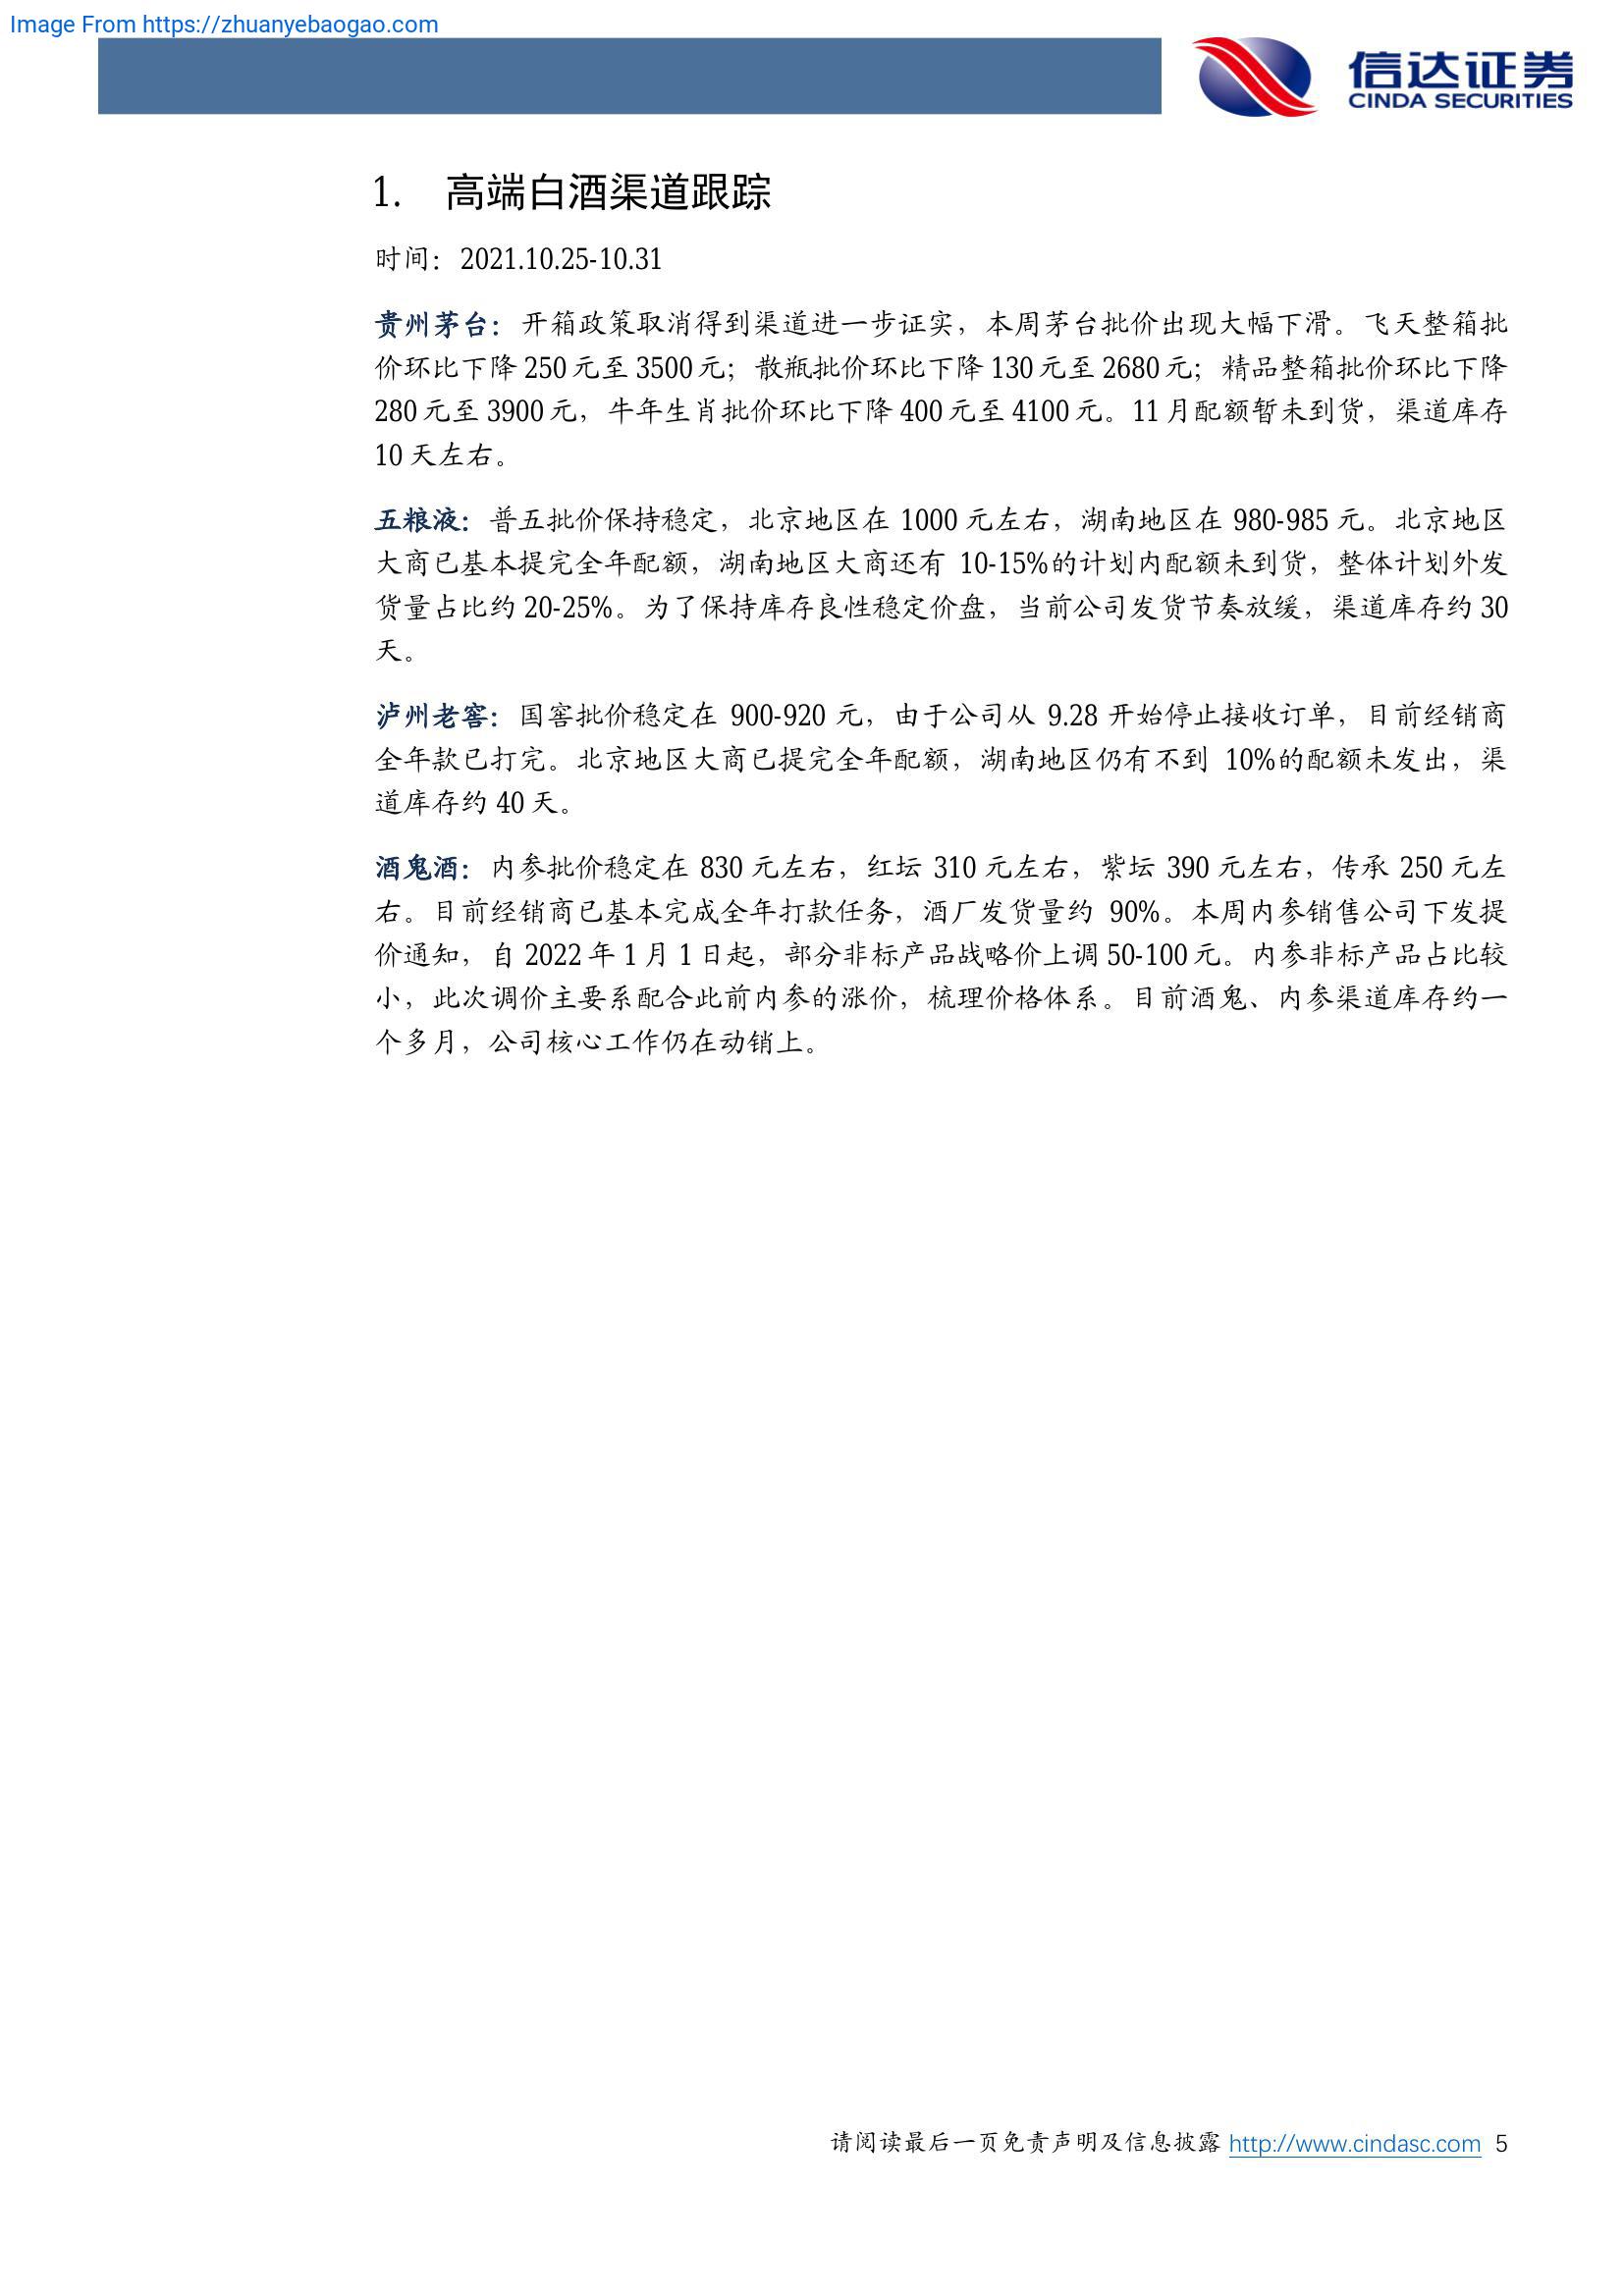 Image From https://zhuanyebaogao.com
信达证券
CINDA SECURITIES
1. 高端白酒渠道跟踪
时间：2021.10.25-10.31
贵州茅台：开箱政策取消得到渠道进一步证实，本周茅台批价出现大幅下滑。飞天整箱批
价环比下降 250 元至 3500 元；散瓶批价环比下降 130 元至 2680 元；精品整箱批价环比下降
280 元至 3900 元，牛年生肖批价环比下降 400 元至 4100 元。11 月配额暂未到货，渠道库存
10 天左右。
五粮液：普五批价保持稳定，北京地区在 1000 元左右，湖南地区在 980-985 元。北京地区
大商已基本提完全年配额，湖南地区大商还有 10-15%的计划内配额未到货，整体计划外发
货量占比约 20-25%。为了保持库存良性稳定价盘，当前公司发货节奏放缓，渠道库存约 30
天。
泸州老窖：国窖批价稳定在 900-920 元，由于公司从 9.28 开始停止接收订单，目前经销商
全年款已打完。北京地区大商已提完全年配额，湖南地区仍有不到 10%的配额未发出，渠
道库存约 40 天。
酒鬼酒：内参批价稳定在 830 元左右，红坛 310 元左右，紫坛 390 元左右，传承 250 元左
右。目前经销商已基本完成全年打款任务，酒厂发货量约 90%。本周内参销售公司下发提
价通知，自 2022 年 1 月 1 日起，部分非标产品战略价上调 50-100 元。内参非标产品占比较
小，此次调价主要系配合此前内参的涨价，梳理价格体系。目前酒鬼、内参渠道库存约一
个多月，公司核心工作仍在动销上。
请阅读最后一页免责声明及信息披露 http://www.cindasc.com 5